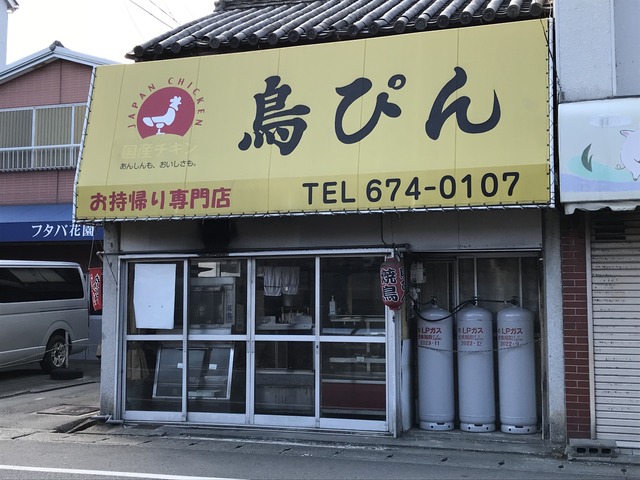 JAPAN CHICKEN
国産チキン
あんしんも、おいしさも。
鳥びん
お持帰り専門店
TEL 674-0107
フタバ花園
焼鳥
LPガス
LPガス
LPガス